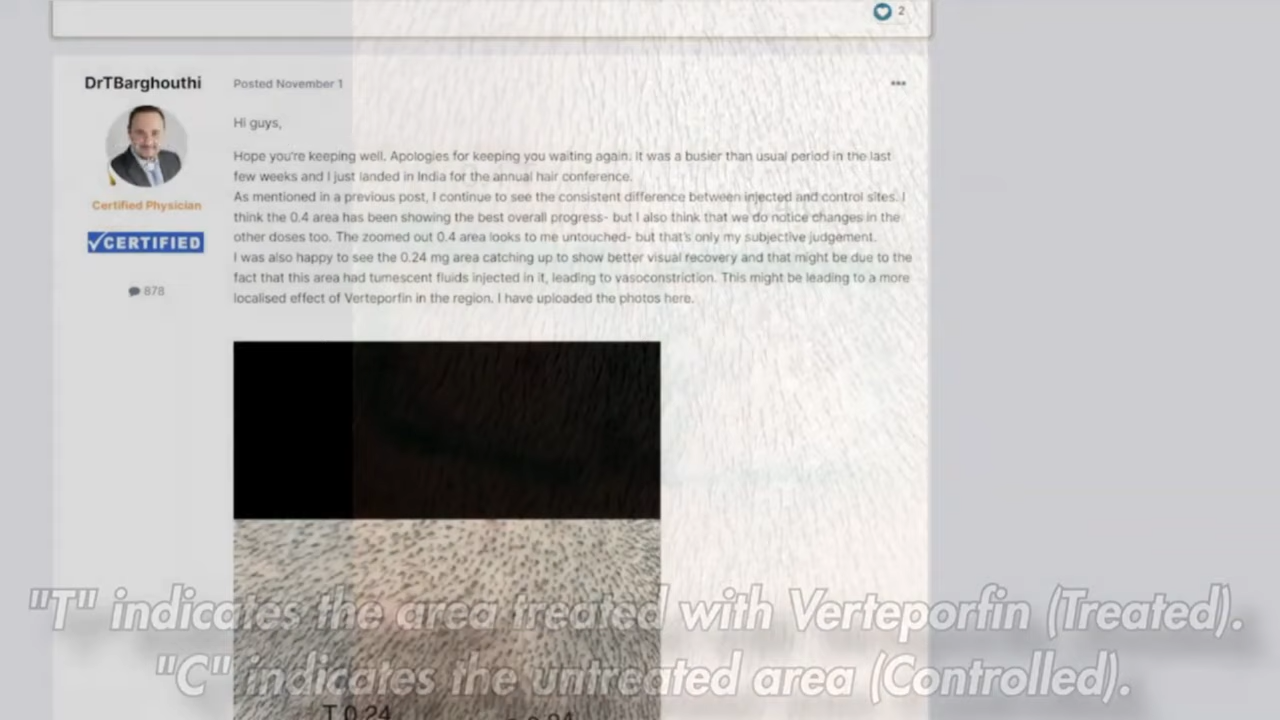 2
DrTBarghouthi
Posted November 1
•••
Hi guys,
Hope you're keeping well. Apologies for keeping you waiting again. It was a busier than usual period in the last
few weeks and I just landed in India for the annual hair conference.
As mentioned in a previous post, I continue to see the consistent difference between injected and control sites. I
think the 0.4 area has been showing the best overall progress- but I also think that we do notice changes in the
other doses too. The zoomed out 0.4 area looks to me untouched- but that's only my subjective judgement.
I was also happy to see the 0.24 mg area catching up to show better visual recovery and that might be due to the
fact that this area had tumescent fluids injected in it, leading to vasoconstriction. This might be leading to a more
localised effect of Verteporfin in the region. I have uploaded the photos here.
Certified Physician
CERTIFIED
878
"T" indicates the area treated with Verteporfin (Treated).
"C" indicates the untreated area (Controlled).
T 0.24